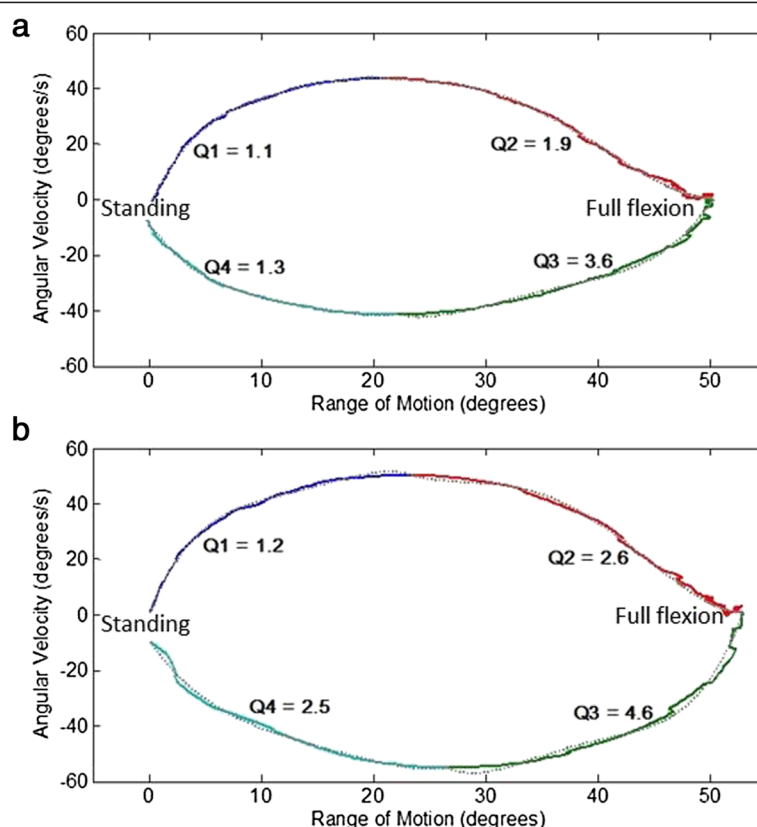 a
60
40
20
0
-20
-40
-60
Angular Velocity (degrees/s)
Q1 = 1.1
Q2 = 1.9
Standing
Full flexion
Q4 = 1.3
Q3 = 3.6
0 10 20 30 40 50
Range of Motion (degrees)
b
60
40
20
0
-20
-40
-60
Angular Velocity (degrees/s)
Q1 = 1.2
Q2 = 2.6
Standing
Full flexion
Q4 = 2.5
Q3 = 4.6
0 10 20 30 40 50
Range of Motion (degrees)